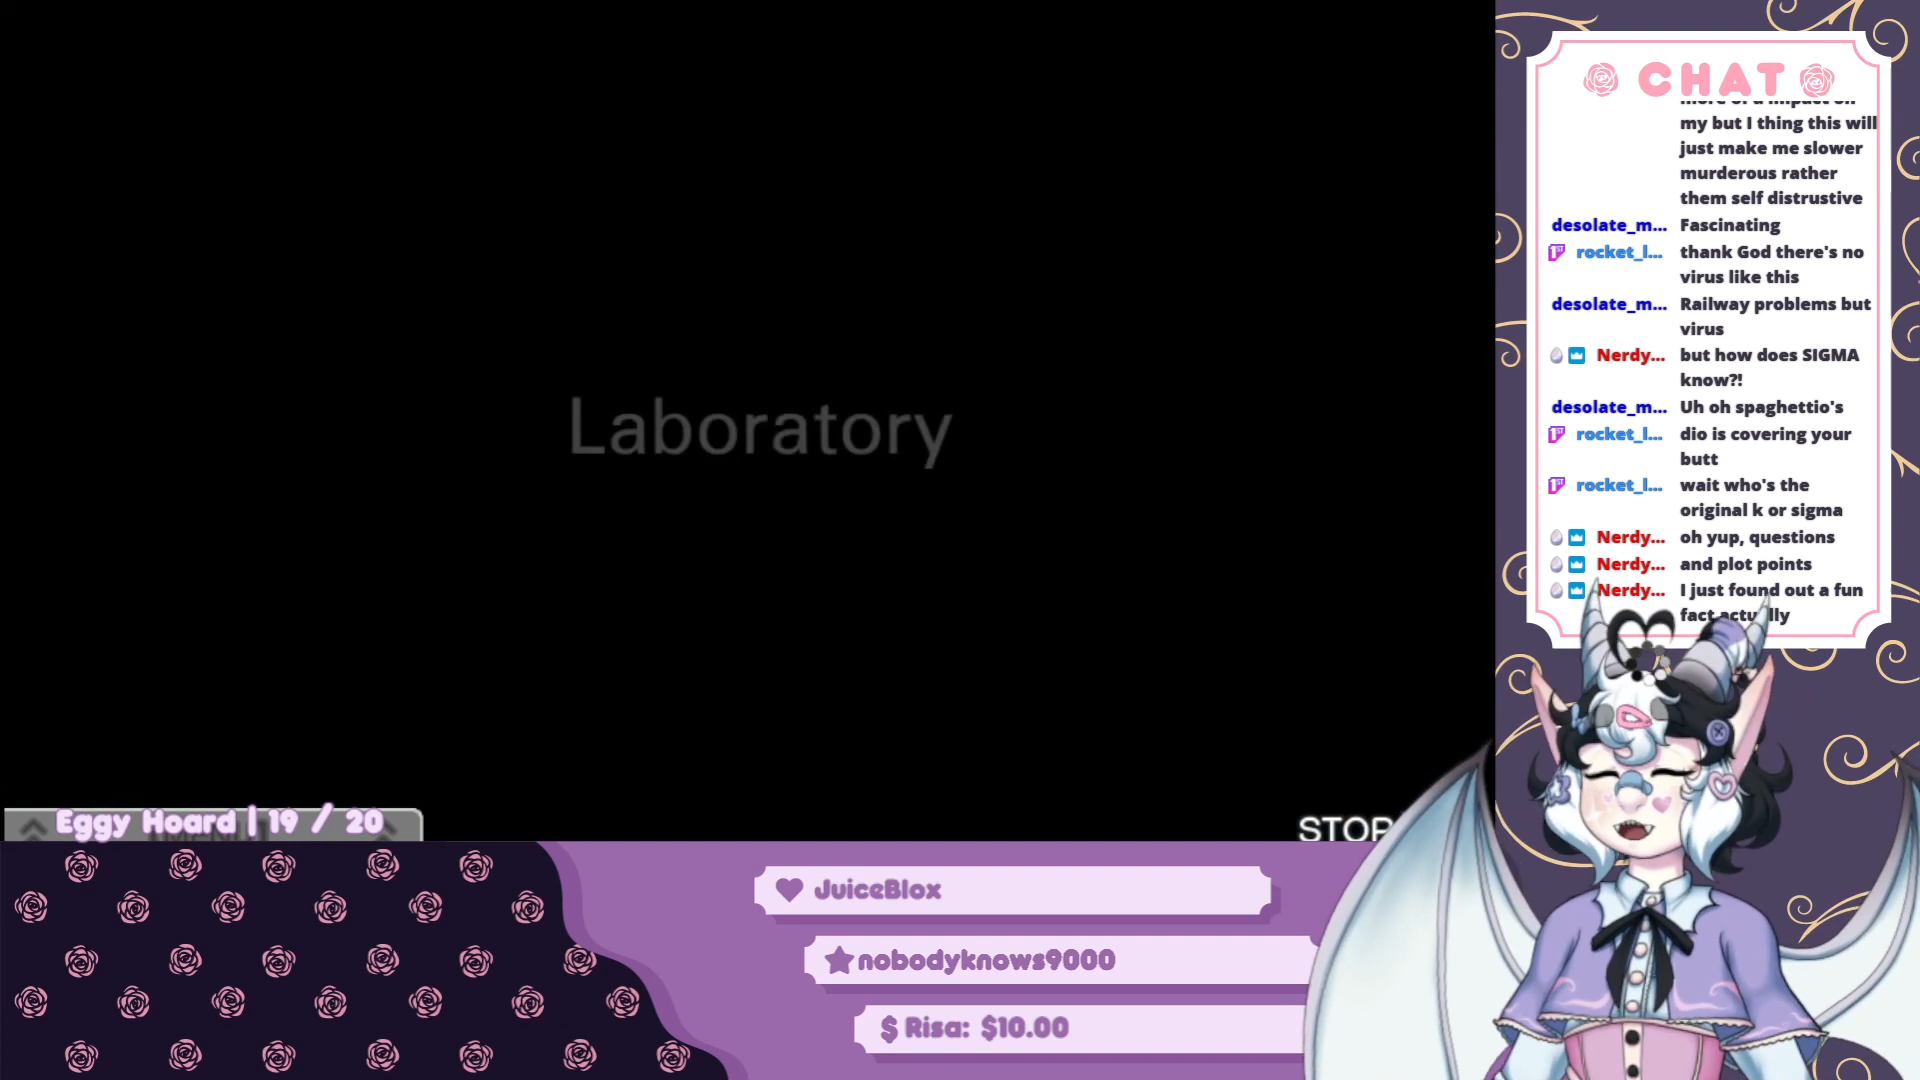 CHAT
my but I thing this will
just make me slower
murderous rather
them self distrustive
desolate_m... Fascinating
rocket_l... thank God there's no
virus like this
desolate_m... Railway problems but
virus
Nerdy... but how does SIGMA
know?!
desolate_m... Uh oh spaghettio's
rocket_l... dio is covering your
butt
rocket_l... wait who's the
original k or sigma
Nerdy... oh yup, questions
Nerdy... and plot points
Nerdy... I just found out a fun
fact actually
Laboratory
Eggy Hoard | 19 / 20
STOP
JuiceBlox
nobodyknows9000
$ Risa: $10.00